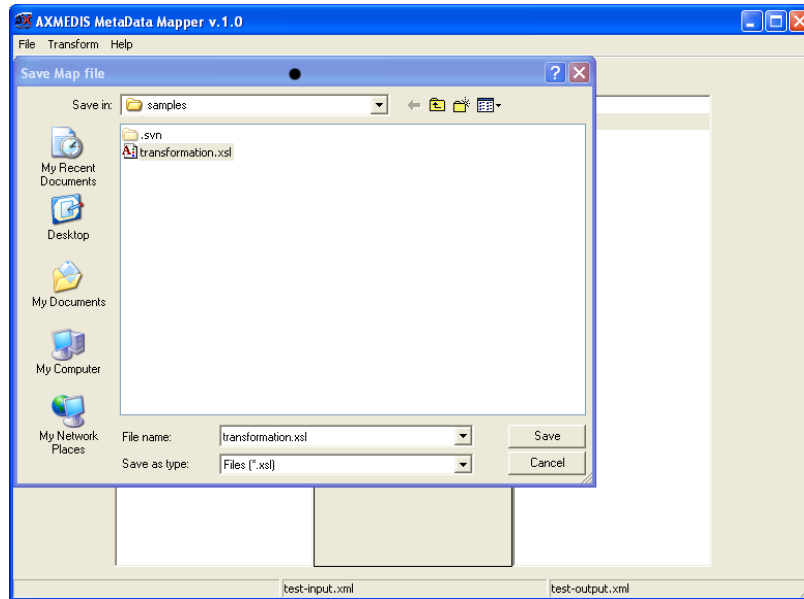 AXMEDIS MetaData Mapper v.1.0
File Transform Help
Save Map file
Save in: samples
.svn
transformation.xsl
My Recent
Documents
Desktop
My Documents
My Computer
My Network
Places
File name: transformation.xsl Save
Save as type: Files (*.xsl) Cancel
test-input.xml test-output.xml